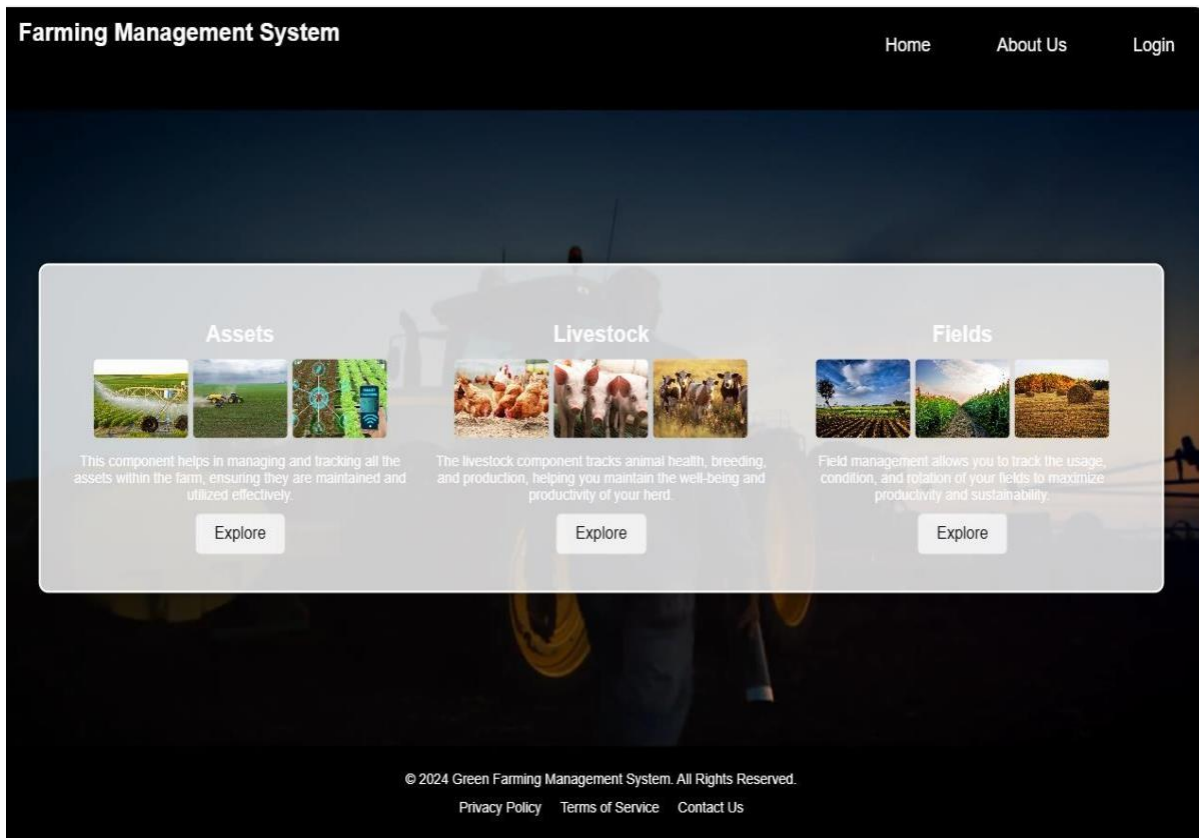 Farming Management System
Home About Us Login
Assets
This component helps in managing and tracking all the
assets within the farm, ensuring they are maintained and
utilized effectively.
Explore
Livestock
The livestock component tracks animal health, breeding,
and production, helping you maintain the well-being and
productivity of your herd.
Explore
Fields
Field management allows you to track the usage,
condition, and rotation of your fields to maximize
productivity and sustainability.
Explore
© 2024 Green Farming Management System. All Rights Reserved.
Privacy Policy Terms of Service Contact Us